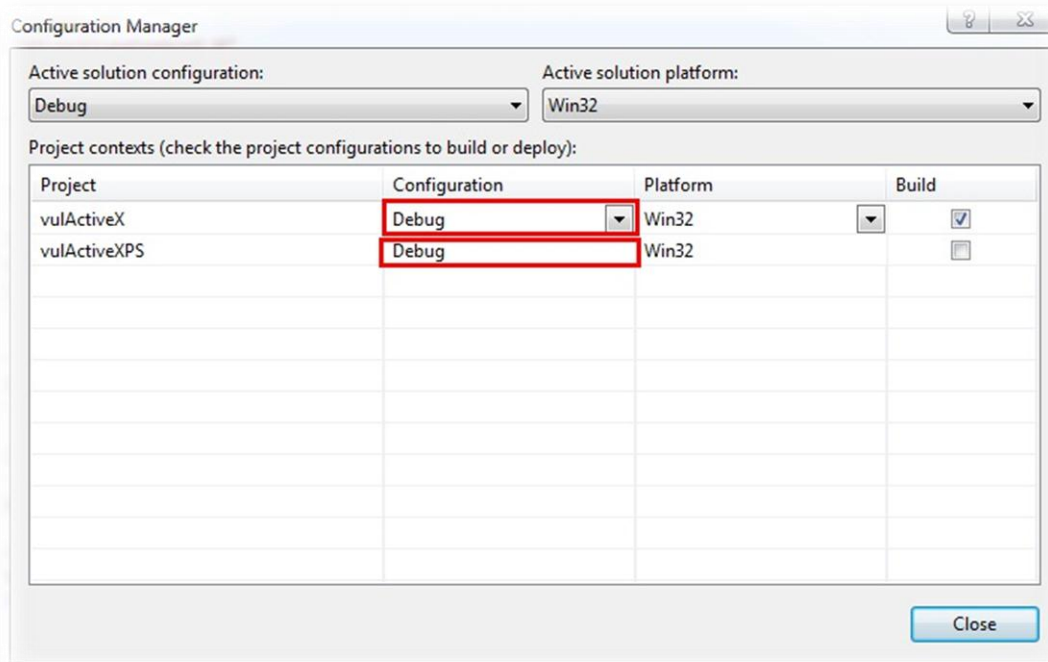 Configuration Manager
Active solution configuration: Active solution platform:
Debug Win32
Project contexts (check the project configurations to build or deploy):
Project Configuration Platform Build
vulActiveX Debug Win32
vulActiveXPS Debug Win32
Close